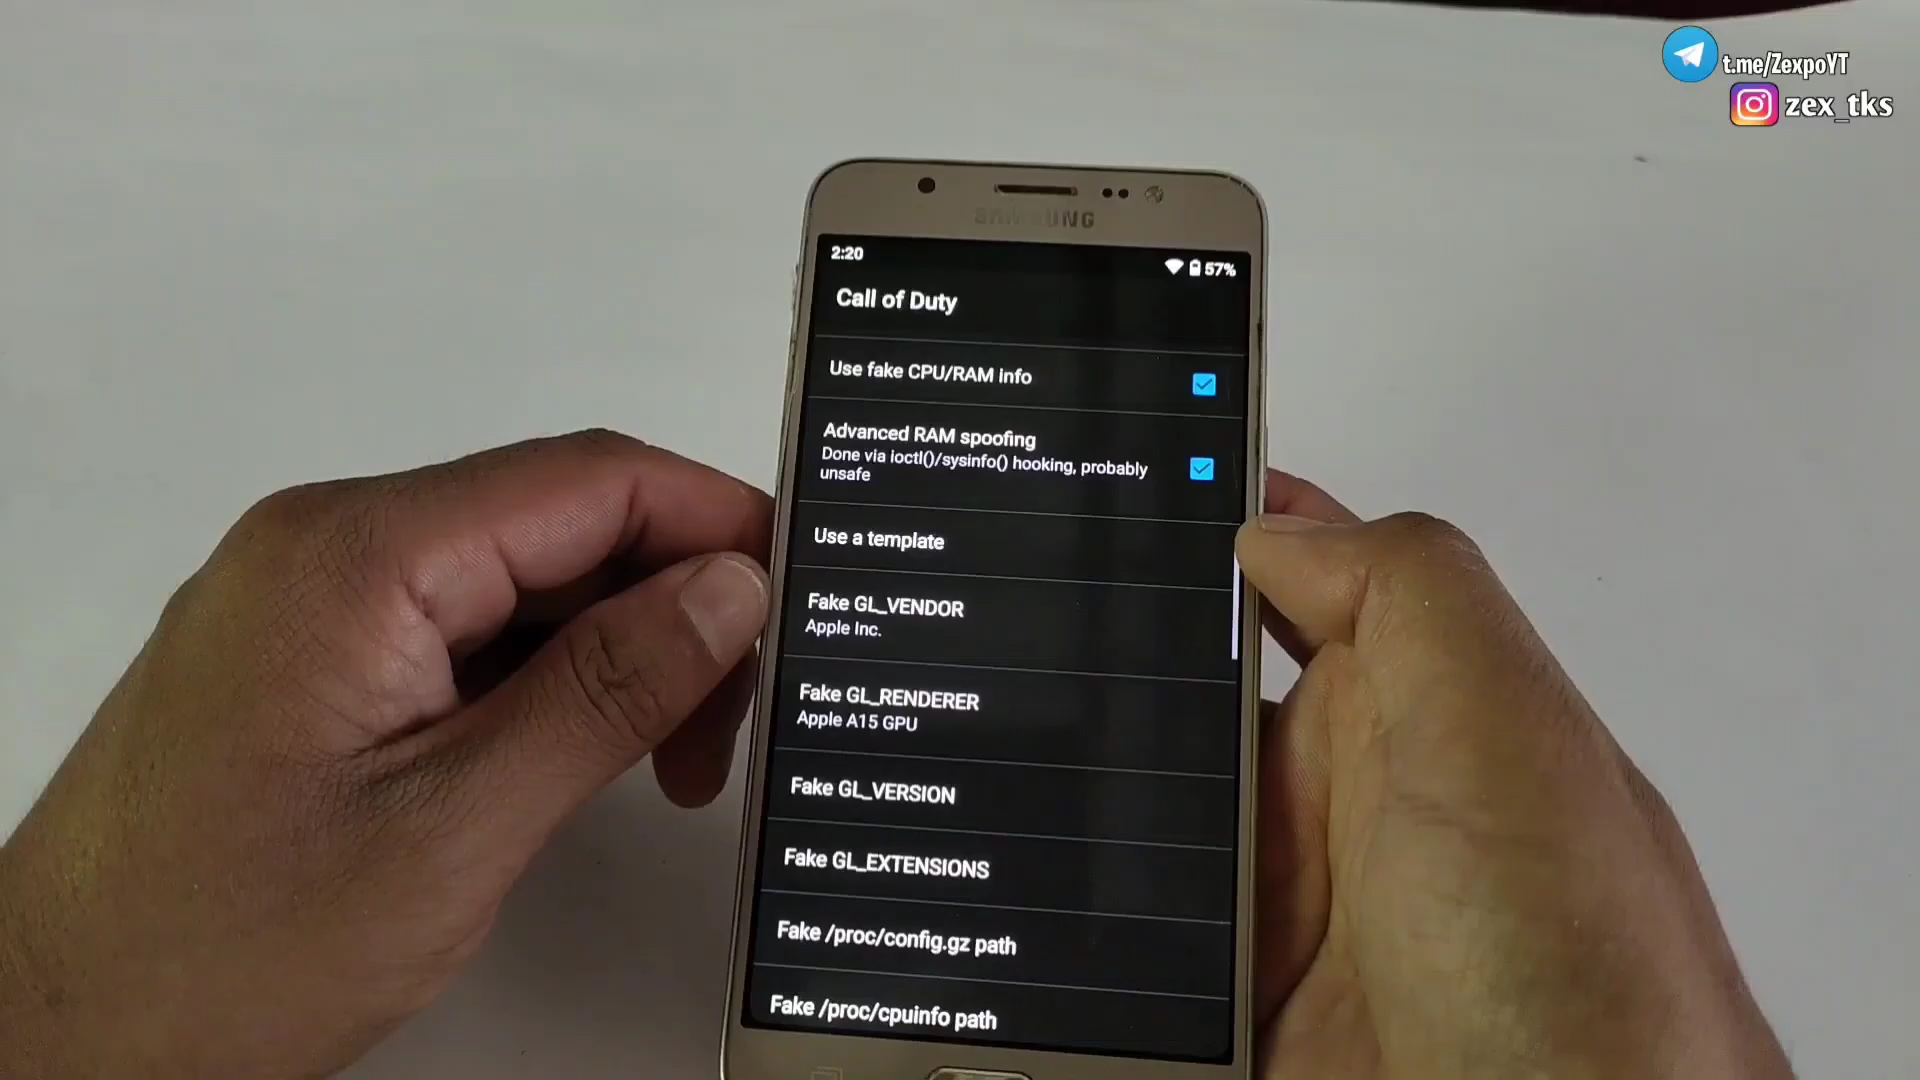 t.me/ZexpoYT
zex_tks
SAMSUNG
2:20
57%
Call of Duty
Use fake CPU/RAM info
Advanced RAM spoofing
Done via ioctl()/sysinfo() hooking, probably
unsafe
Use a template
Fake GL_VENDOR
Apple Inc.
Fake GL_RENDERER
Apple A15 GPU
Fake GL_VERSION
Fake GL_EXTENSIONS
Fake /proc/config.gz path
Fake /proc/cpuinfo path